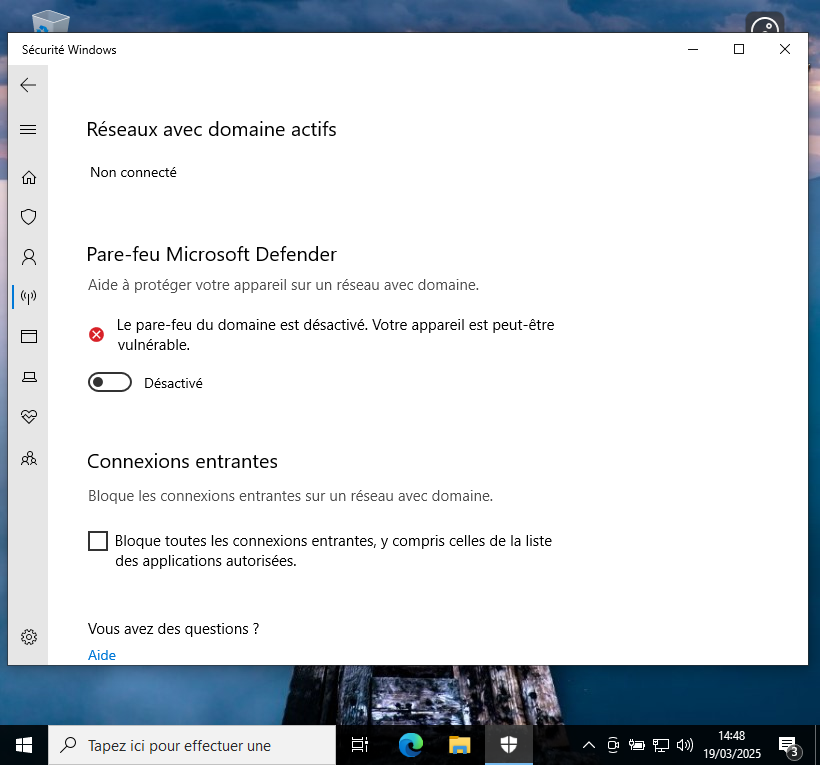 Sécurité Windows
Réseaux avec domaine actifs
Non connecté
Pare-feu Microsoft Defender
Aide à protéger votre appareil sur un réseau avec domaine.
Le pare-feu du domaine est désactivé. Votre appareil est peut-être
vulnérable.
Désactivé
Connexions entrantes
Bloque les connexions entrantes sur un réseau avec domaine.
Bloque toutes les connexions entrantes, y compris celles de la liste
des applications autorisées.
Vous avez des questions ?
Aide
Tapez ici pour effectuer une
14:48
19/03/2025
3